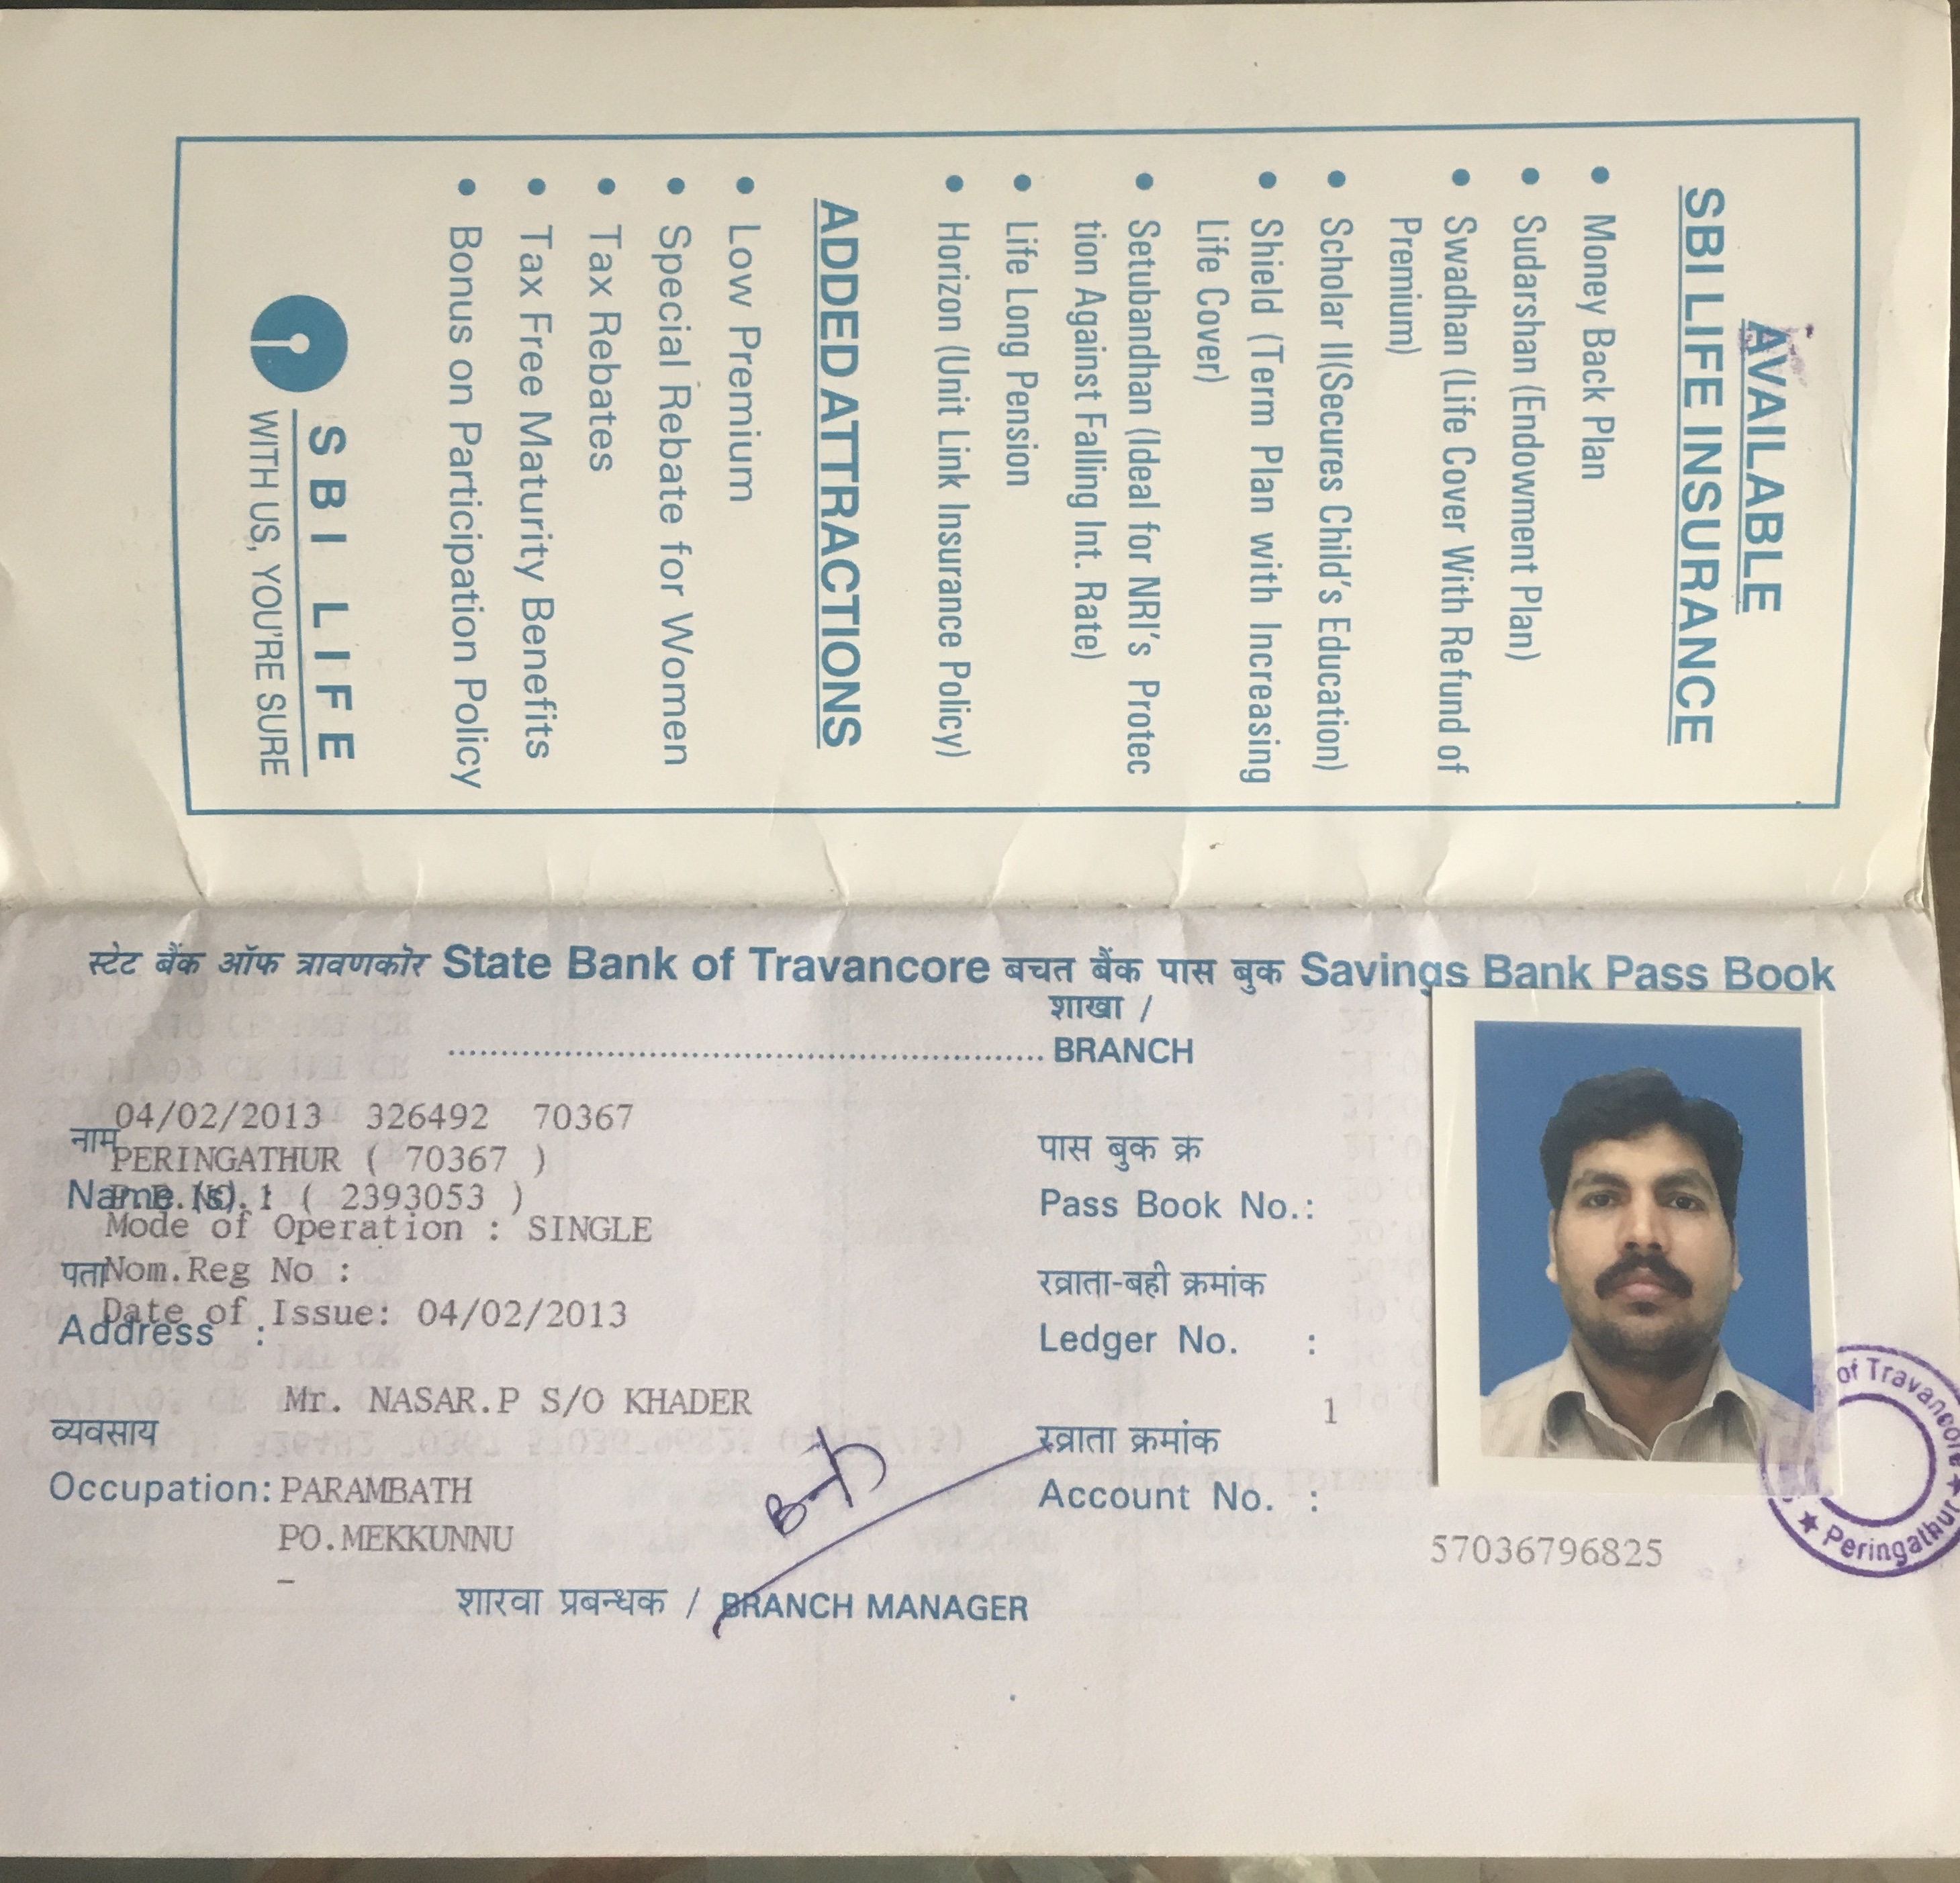 AVAILABLE
SBI LIFE INSURANCE
• Money Back Plan
• Sudarshan (Endowment Plan)
• Swadhan (Life Cover With Refund of
Premium)
• Scholar II(Secures Child's Education)
• Shield (Term Plan with Increasing
Life Cover)
• Setubandhan (Ideal for NRI's Protec
tion Against Falling Int. Rate)
• Life Long Pension
• Horizon (Unit Link Insurance Policy)
ADDED ATTRACTIONS
• Low Premium
• Special Rebate for Women
• Tax Rebates
• Tax Free Maturity Benefits
• Bonus on Participation Policy
SBI LIFE
WITH US, YOU'RE SURE
स्टेट बैंक ऑफ त्रावणकोर State Bank of Travancore बचत बैंक पास बुक Savings Bank Pass Book
शाखा /
BRANCH
04/02/2013 326492 70367
नाम
PERINGATHUR ( 70367 )
Name (s) 1 ( 2393053 )
Mode of Operation : SINGLE
पता Nom.Reg No :
Date of Issue: 04/02/2013
Address :
Mr. NASAR.P S/O KHADER
व्यवसाय
Occupation: PARAMBATH
PO.MEKKUNNU
-
शारवा प्रबन्धक / BRANCH MANAGER
पास बुक क्र
Pass Book No.:
रवाता-बही क्रमांक
Ledger No. :
1
रवाता क्रमांक
Account No. :
57036796825
of Travancore ★ Peringathur ★